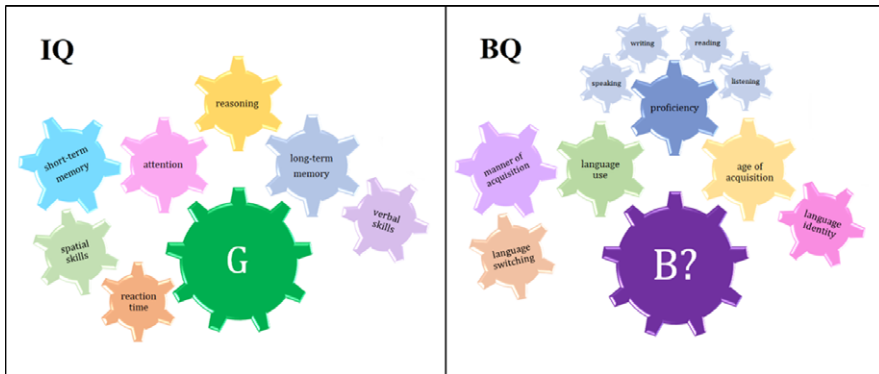 IQ
reasoning
short-term
memory
attention
long-term
memory
verbal
skills
spatial
skills
G
reaction
time
BQ
writing
reading
speaking
listening
proficiency
manner of
acquisition
language
use
age of
acquisition
language
identity
language
switching
B?